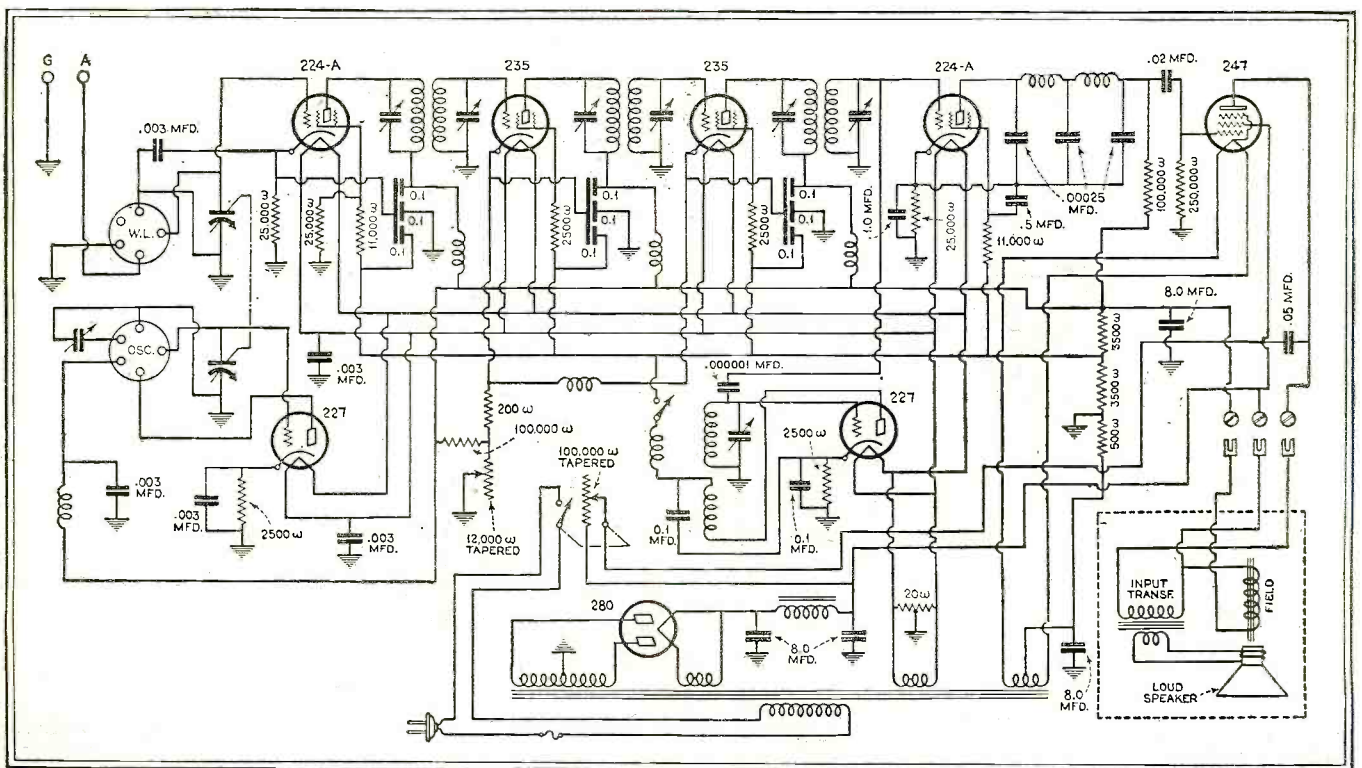 G A
224-A
235
235
224-A
.02 MFD.
247
.003 MFD.
W.L.
25,000 ω
25,000 ω
11,000 ω
0.1
0.1
0.1
2500 ω
0.1
0.1
0.1
2500 ω
0.1
0.1
0.1
1.0 MFD.
25,000 ω
.00025
MFD.
.5 MFD.
11,000 ω
100,000 ω
250,000 ω
OSC.
.003
MFD.
8.0 MFD.
.05 MFD.
3500 ω
3500 ω
500 ω
.000001 MFD.
227
227
200 ω
100,000 ω
100,000 ω
TAPERED
2500 ω
.003
MFD.
.003
MFD.
2500 ω
.003
MFD.
12,000 ω
TAPERED
0.1
MFD.
0.1
MFD.
280
20 ω
8.0
MFD.
8.0
MFD.
INPUT
TRANSF.
FIELD
LOUD
SPEAKER